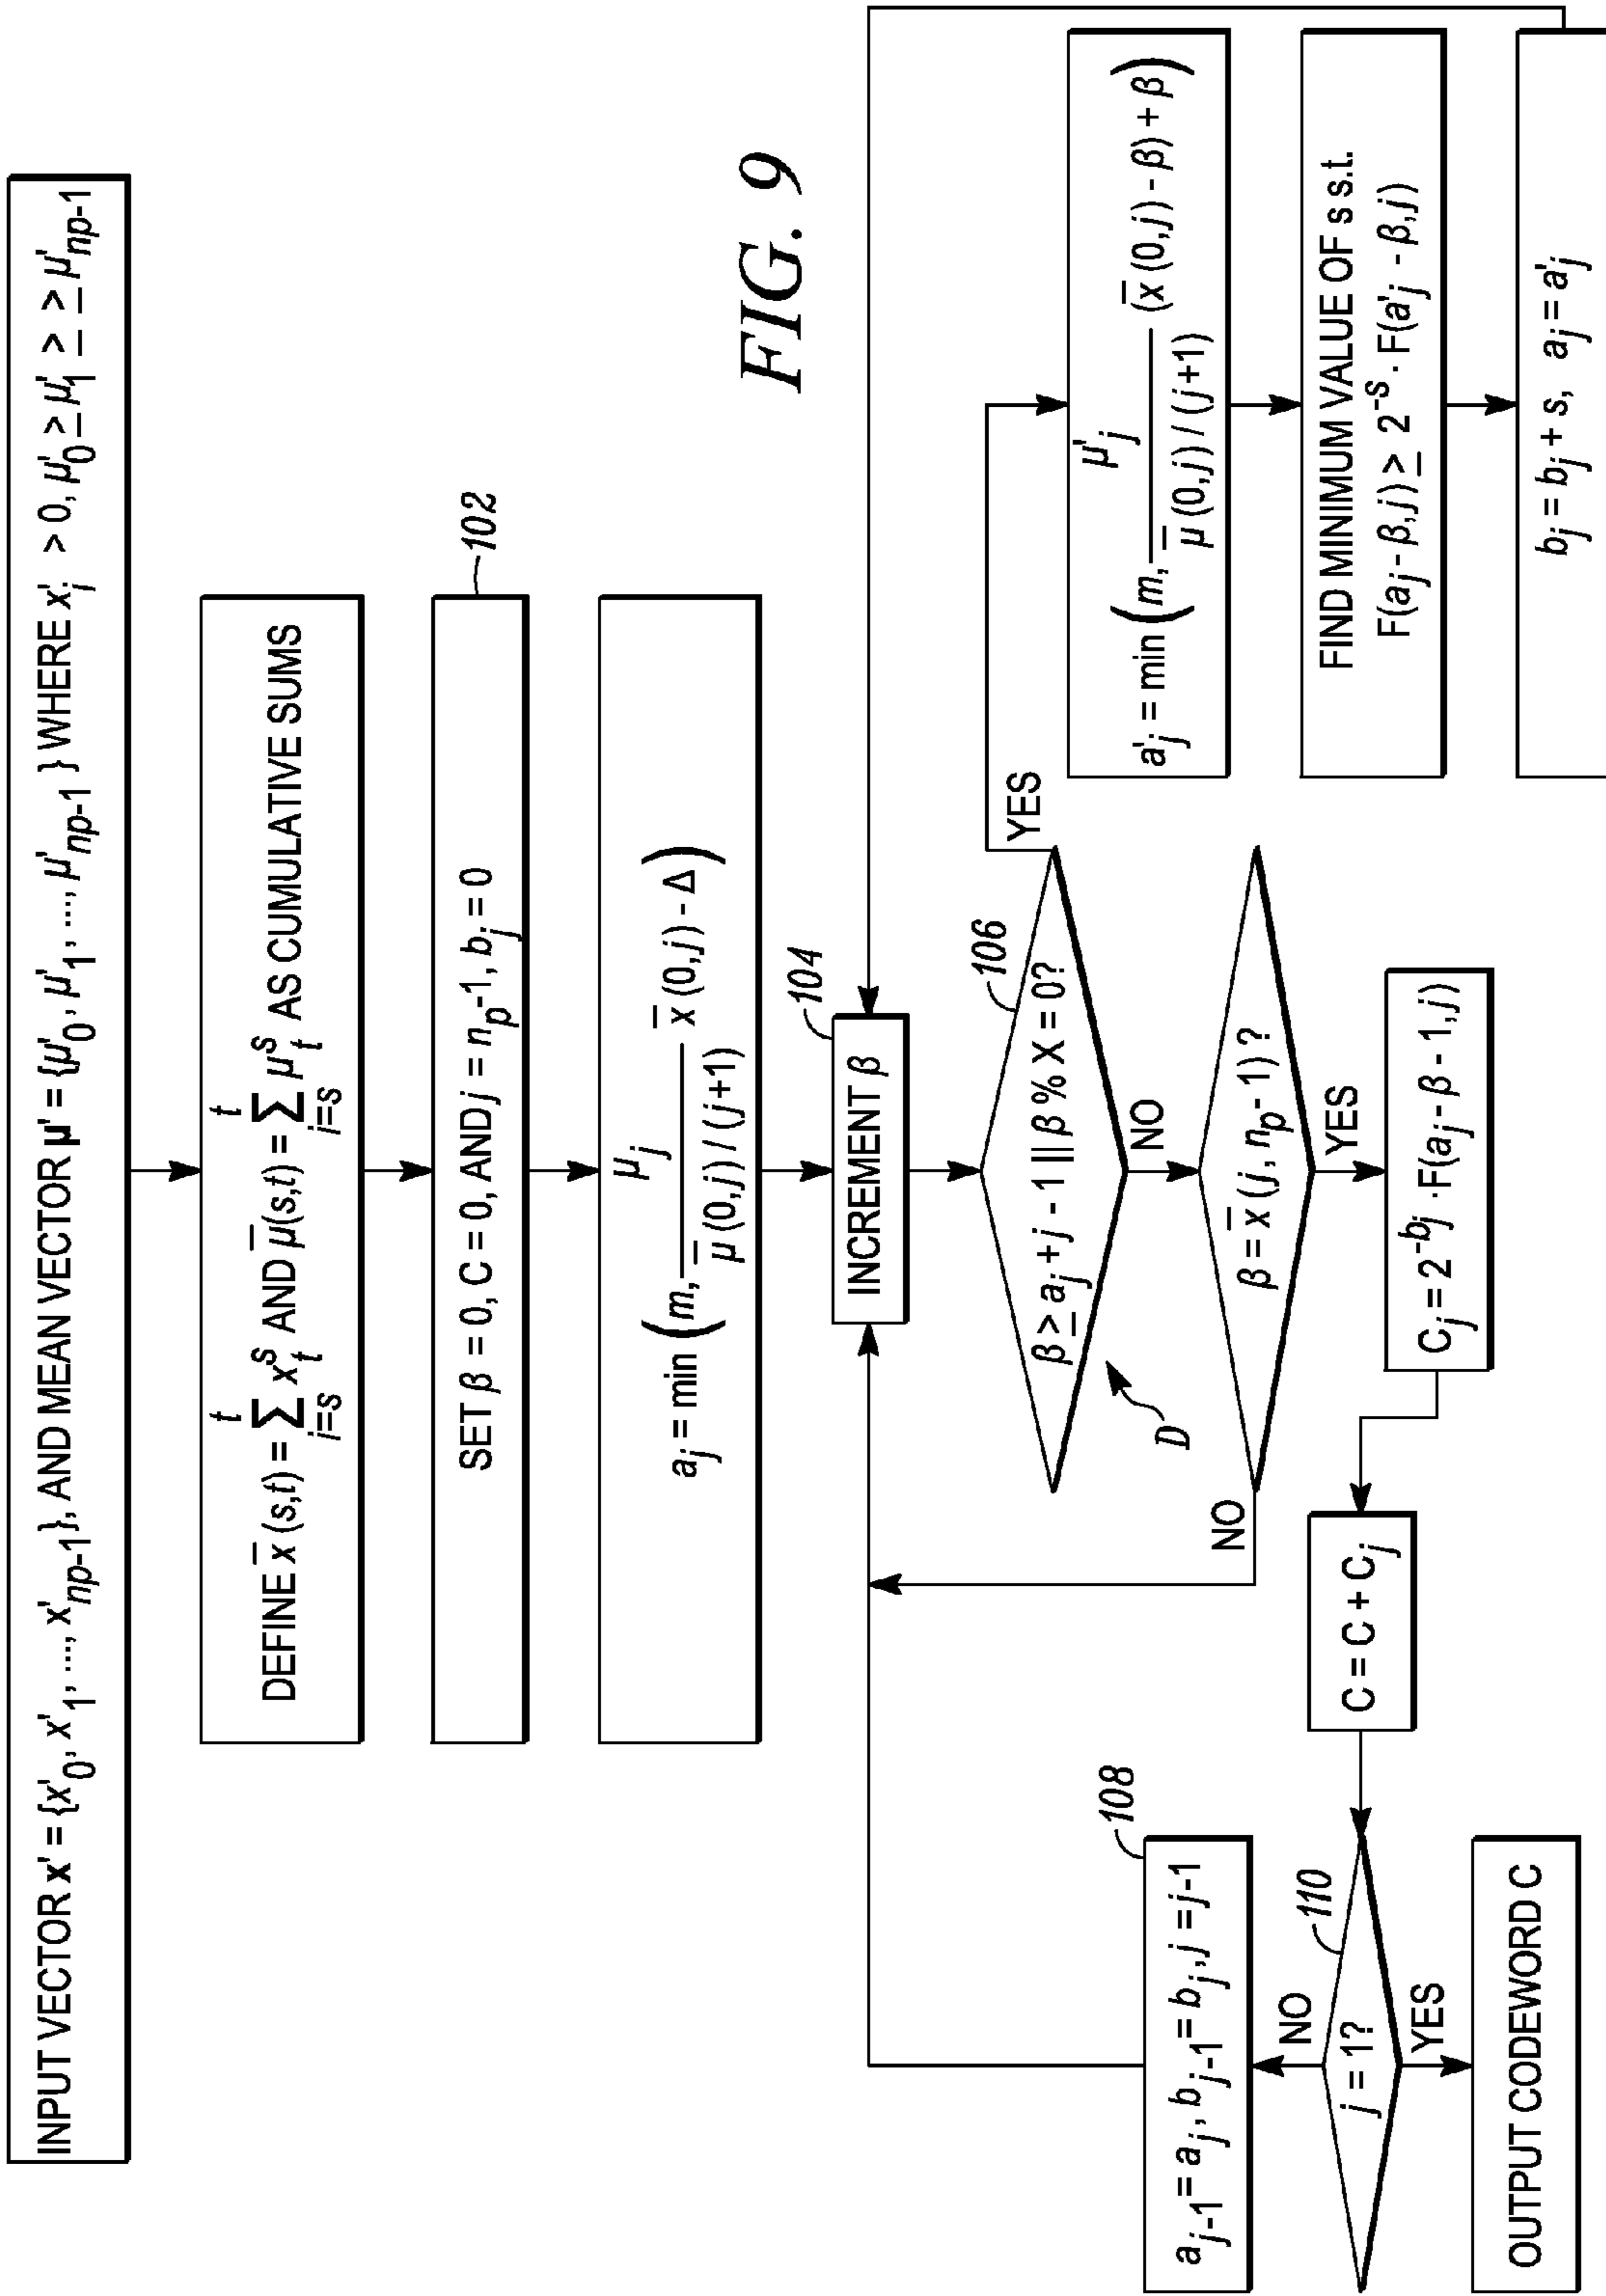 INPUT VECTOR x' = {x'0, x'1, ..., x'np-1}, AND MEAN VECTOR μ' = {μ'0, μ'1, ..., μ'np-1} WHERE x'i > 0, μ'0 ≥ μ'1 ≥ ≥ μ'np-1
DEFINE x̄ (s,t) = ∑ᵗi=s xˢt AND μ̄(s,t) = ∑ᵗi=s μˢt AS CUMULATIVE SUMS
102
SET β = 0, C = 0, AND j = np-1, bj = 0
aj = min (m, μj / (μ̄ (0,j) / (j+1)) x̄ (0,j) - Δ)
104
INCREMENT β
106
β ≥ aj + j - 1 || β % X = 0?
YES
NO
D
β = x̄ (j, np - 1) ?
NO
YES
Cj = 2^-bj · F(aj - β - 1, j)
C = C + Cj
108
aj-1 = aj, bj-1 = bj, j = j-1
110
j = 1?
NO
YES
OUTPUT CODEWORD C
a'j = min (m, μ'j / (μ̄ (0,j) / (j+1)) (x̄ (0,j) - β) + β)
FIND MINIMUM VALUE OF s s.t.
F(aj - β,j) ≥ 2^-s · F(a'j - β,j)
bj = bj + s, aj = a'j
FIG. 9